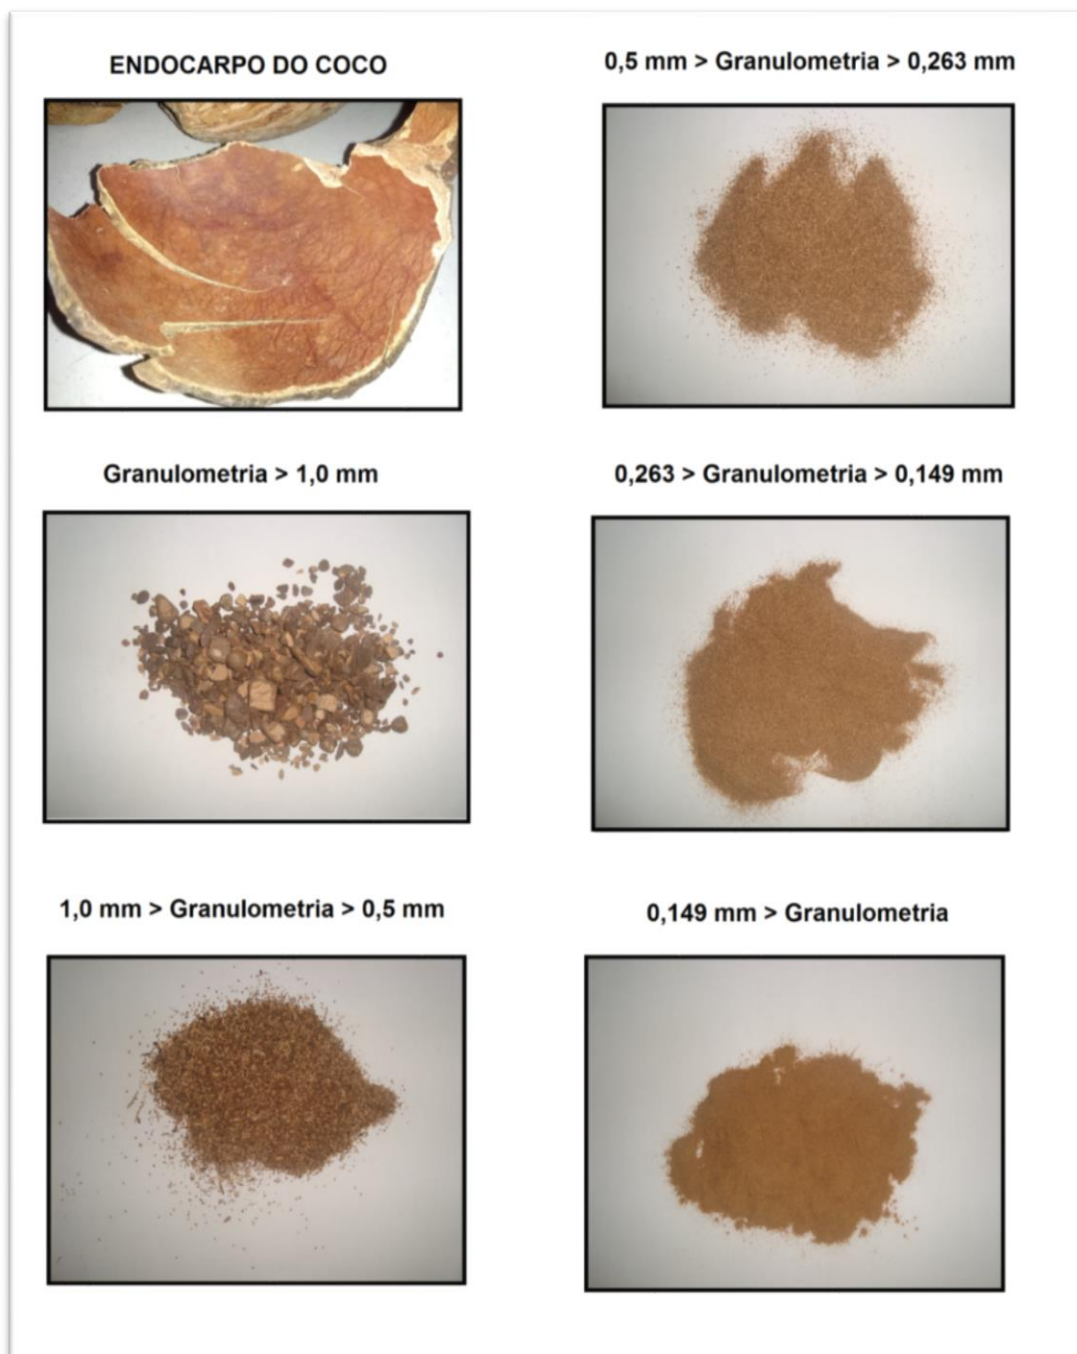 ENDOCARPO DO COCO
0,5 mm > Granulometria > 0,263 mm
Granulometria > 1,0 mm
0,263 > Granulometria > 0,149 mm
1,0 mm > Granulometria > 0,5 mm
0,149 mm > Granulometria